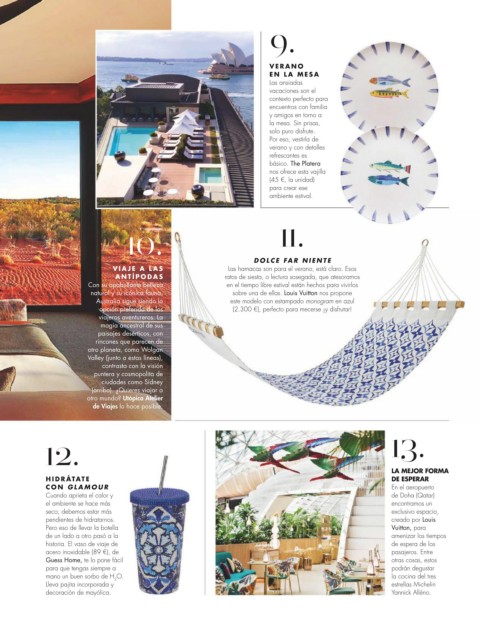 9.
VERANO
EN LA MESA
Las ansiadas
vacaciones son el
contexto perfecto para
encuentros con familia
y amigos en torno a
la mesa. Sin prisas,
solo puro disfrute.
Por eso, vestirla de
verano y con detalles
refrescantes es
básico. The Platera
nos ofrece esta vajilla
(45 €, la unidad)
para crear ese
ambiente estival.
10.
VIAJE A LAS
ANTÍPODAS
Con su apabullante belleza
natural y su icónica fauna,
Australia sigue siendo la
opción preferida de los
viajeros aventureros. La
magia ancestral de sus
paisajes desérticos, con
rincones que parecen de
otro planeta, como Wolgan
Valley (junto a estas líneas),
contrasta con la visión
puntera y cosmopolita de
ciudades como Sídney
(arriba). ¿Quieres viajar a
otro mundo? Utópica Atelier
de Viajes lo hace posible.
11.
DOLCE FAR NIENTE
Las hamacas son para el verano, está claro. Esos
ratos de siesta, o lectura sosegada, que atesoramos
en el tiempo libre estival están hechos para vivirlos
sobre una de ellas. Louis Vuitton nos propone
este modelo con estampado monogram en azul
(2.300 €), perfecto para mecerse ¡y disfrutar!
12.
HIDRÁTATE
CON GLAMOUR
Cuando aprieta el calor y
el ambiente se hace más
seco, debemos estar más
pendientes de hidratarnos.
Pero eso de llevar la botella
de un lado a otro pasó a la
historia. El vaso de viaje de
acero inoxidable (89 €), de
Guess Home, te lo pone fácil
para que tengas siempre a
mano un buen sorbo de H2O.
Lleva pajita incorporada y
decoración de mayólica.
13.
LA MEJOR FORMA
DE ESPERAR
En el aeropuerto
de Doha (Qatar)
encontramos un
exclusivo espacio,
creado por Louis
Vuitton, para
amenizar los tiempos
de espera de los
pasajeros. Entre
otras cosas, estos
podrán degustar
la cocina del tres
estrellas Michelin
Yannick Alléno.